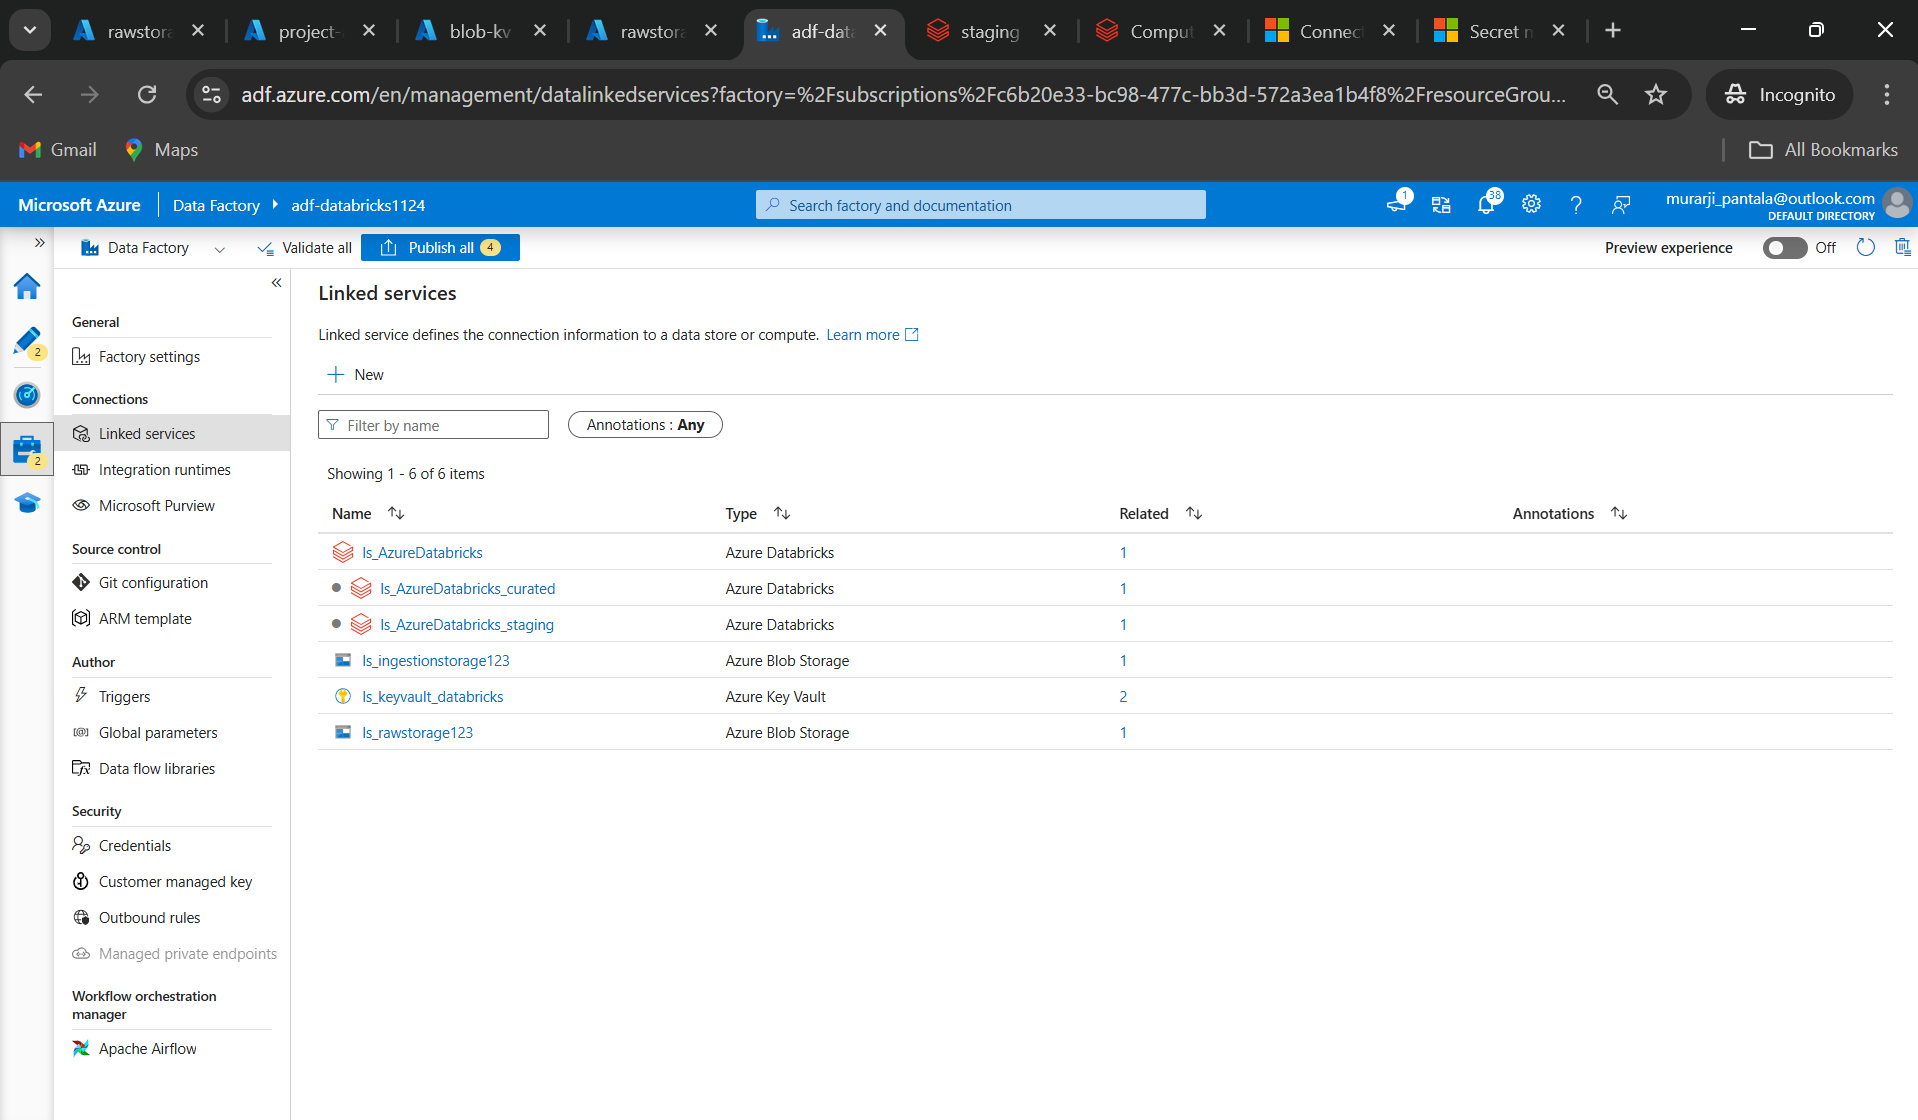 rawstora
project-
blob-kv
rawstora
adf-data
staging
Comput
Connect
Secret n
adf.azure.com/en/management/datalinkedservices?factory=%2Fsubscriptions%2Fc6b20e33-bc98-477c-bb3d-572a3ea1b4f8%2FresourceGrou...
Incognito
Gmail
Maps
All Bookmarks
Microsoft Azure
Data Factory
adf-databricks1124
Search factory and documentation
1
38
murarji_pantala@outlook.com
DEFAULT DIRECTORY
Data Factory
Validate all
Publish all 4
Preview experience
Off
2
2
General
Factory settings
Connections
Linked services
Integration runtimes
Microsoft Purview
Source control
Git configuration
ARM template
Author
Triggers
Global parameters
Data flow libraries
Security
Credentials
Customer managed key
Outbound rules
Managed private endpoints
Workflow orchestration
manager
Apache Airflow
Linked services
Linked service defines the connection information to a data store or compute. Learn more
New
Filter by name
Annotations : Any
Showing 1 - 6 of 6 items
Name Type Related Annotations
ls_AzureDatabricks Azure Databricks 1
ls_AzureDatabricks_curated Azure Databricks 1
ls_AzureDatabricks_staging Azure Databricks 1
ls_ingestionstorage123 Azure Blob Storage 1
ls_keyvault_databricks Azure Key Vault 2
ls_rawstorage123 Azure Blob Storage 1